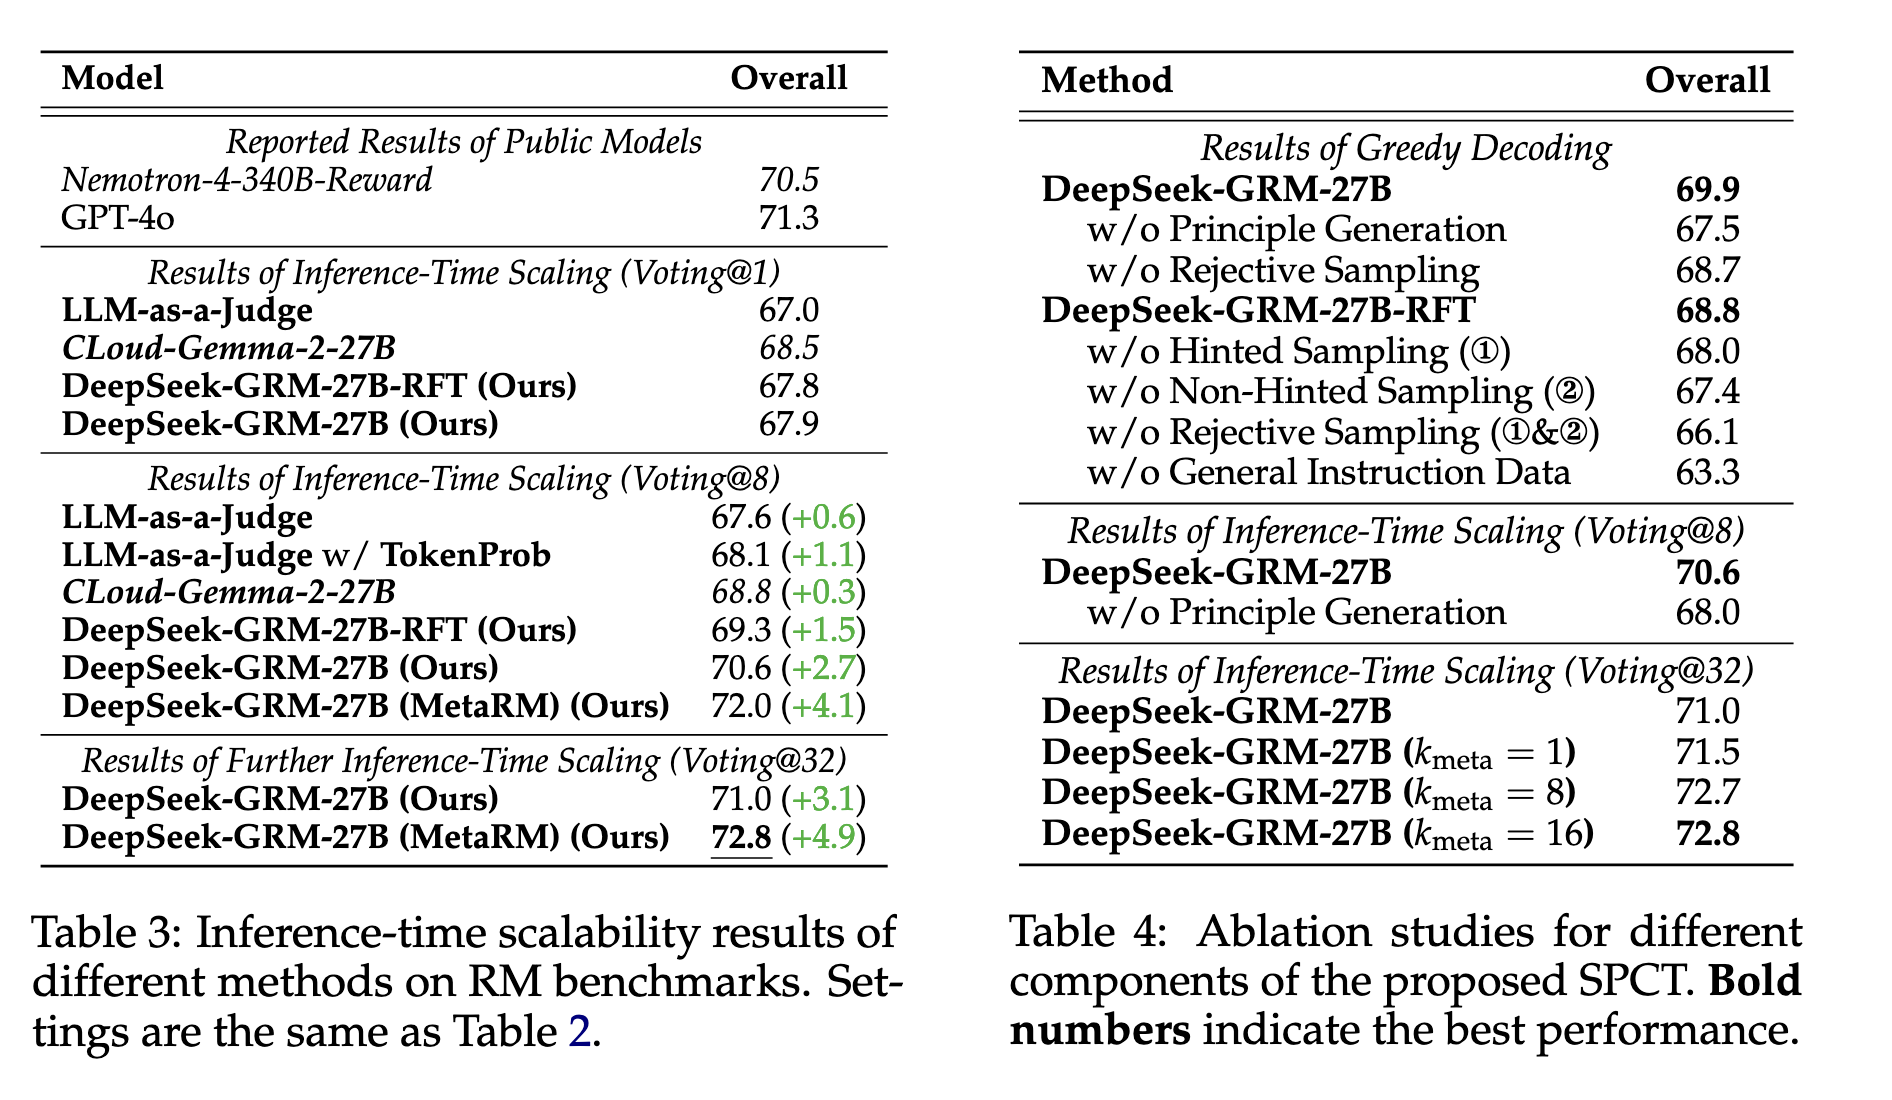 Model Overall
Reported Results of Public Models
Nemotron-4-340B-Reward 70.5
GPT-4o 71.3
Results of Inference-Time Scaling (Voting@1)
LLM-as-a-Judge 67.0
CLoud-Gemma-2-27B 68.5
DeepSeek-GRM-27B-RFT (Ours) 67.8
DeepSeek-GRM-27B (Ours) 67.9
Results of Inference-Time Scaling (Voting@8)
LLM-as-a-Judge 67.6 (+0.6)
LLM-as-a-Judge w/ TokenProb 68.1 (+1.1)
CLoud-Gemma-2-27B 68.8 (+0.3)
DeepSeek-GRM-27B-RFT (Ours) 69.3 (+1.5)
DeepSeek-GRM-27B (Ours) 70.6 (+2.7)
DeepSeek-GRM-27B (MetaRM) (Ours) 72.0 (+4.1)
Results of Further Inference-Time Scaling (Voting@32)
DeepSeek-GRM-27B (Ours) 71.0 (+3.1)
DeepSeek-GRM-27B (MetaRM) (Ours) 72.8 (+4.9)
Table 3: Inference-time scalability results of
different methods on RM benchmarks. Set-
tings are the same as Table 2.
Method Overall
Results of Greedy Decoding
DeepSeek-GRM-27B 69.9
w/o Principle Generation 67.5
w/o Rejective Sampling 68.7
DeepSeek-GRM-27B-RFT 68.8
w/o Hinted Sampling (①) 68.0
w/o Non-Hinted Sampling (②) 67.4
w/o Rejective Sampling (①&②) 66.1
w/o General Instruction Data 63.3
Results of Inference-Time Scaling (Voting@8)
DeepSeek-GRM-27B 70.6
w/o Principle Generation 68.0
Results of Inference-Time Scaling (Voting@32)
DeepSeek-GRM-27B 71.0
DeepSeek-GRM-27B (kmeta = 1) 71.5
DeepSeek-GRM-27B (kmeta = 8) 72.7
DeepSeek-GRM-27B (kmeta = 16) 72.8
Table 4: Ablation studies for different
components of the proposed SPCT. Bold
numbers indicate the best performance.